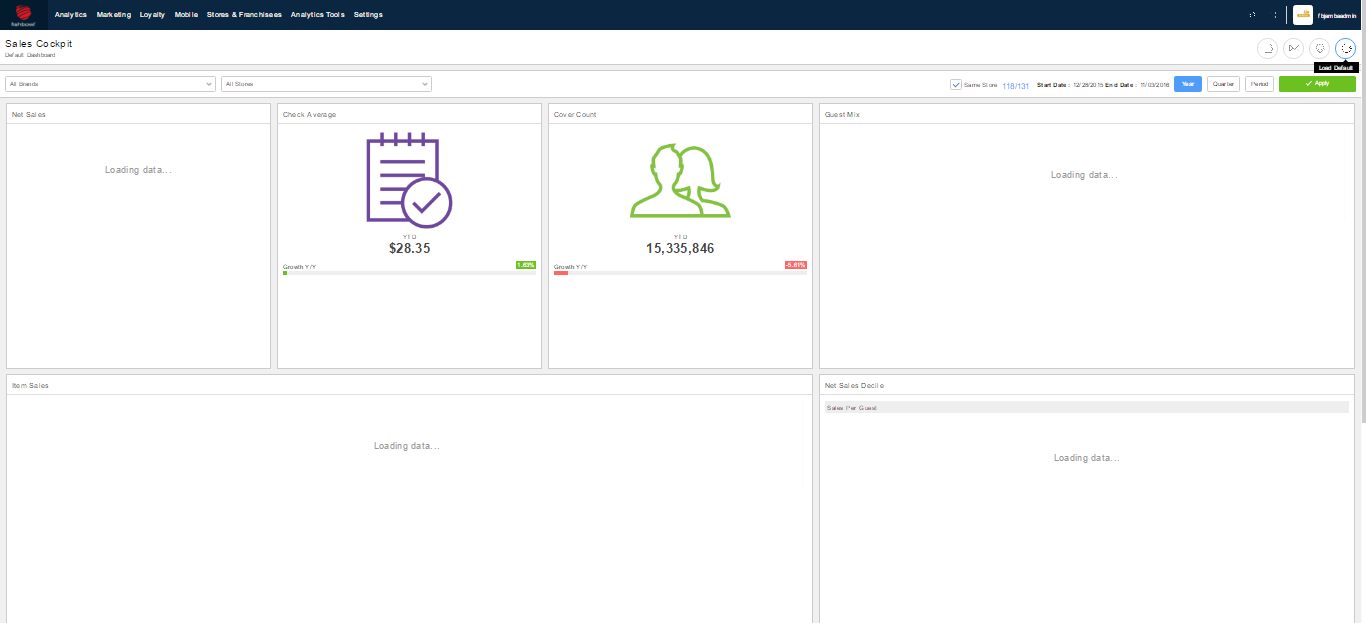 Analytics Marketing Loyalty Mobile Stores & Franchisees Analytics Tools Settings fbjambaadmin
fishbowl
Sales Cockpit
Default Dashboard
Load Default
All Brands All Stores Same Store 118/131 Start Date : 12/28/2015 End Date : 11/03/2016 Year Quarter Period Apply
Net Sales Check Average Cover Count Guest Mix
Loading data... Loading data...
YTD YTD
$28.35 15,335,846
Growth Y/Y 1.63% Growth Y/Y -5.61%
Item Sales Net Sales Decile
Sales Per Guest
Loading data... Loading data...